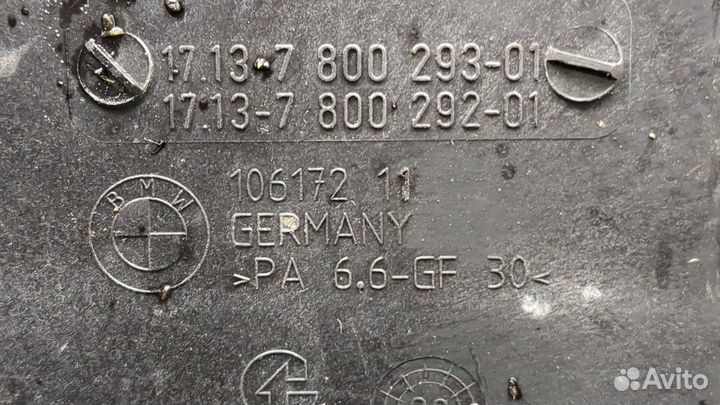 17.13-7 800 293-01
17.13-7 800 292-01
106172 11
BMW
GERMANY
>PA 6.6-GF 30<
Avito